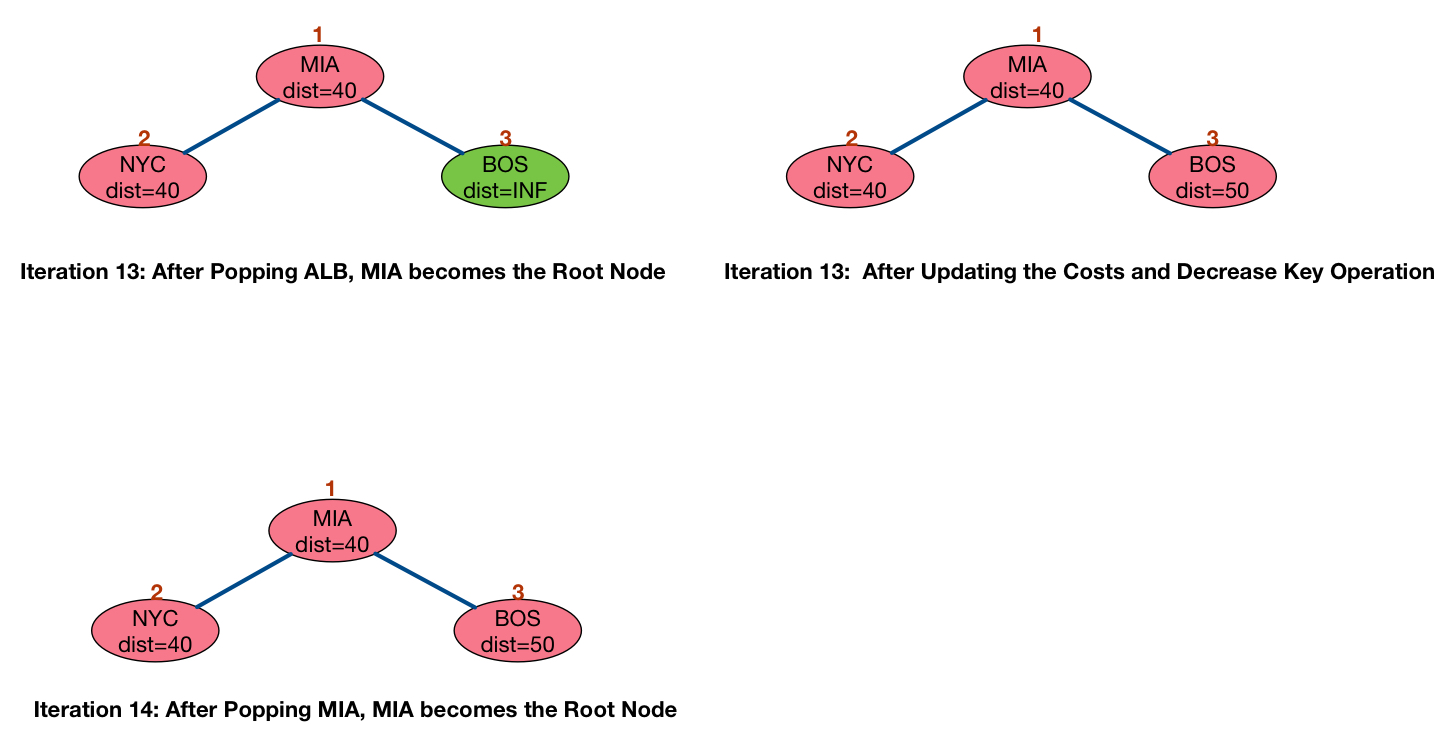 1
MIA
dist=40
2
NYC
dist=40
3
BOS
dist=INF
Iteration 13: After Popping ALB, MIA becomes the Root Node
1
MIA
dist=40
2
NYC
dist=40
3
BOS
dist=50
Iteration 13: After Updating the Costs and Decrease Key Operation
1
MIA
dist=40
2
NYC
dist=40
3
BOS
dist=50
Iteration 14: After Popping MIA, MIA becomes the Root Node